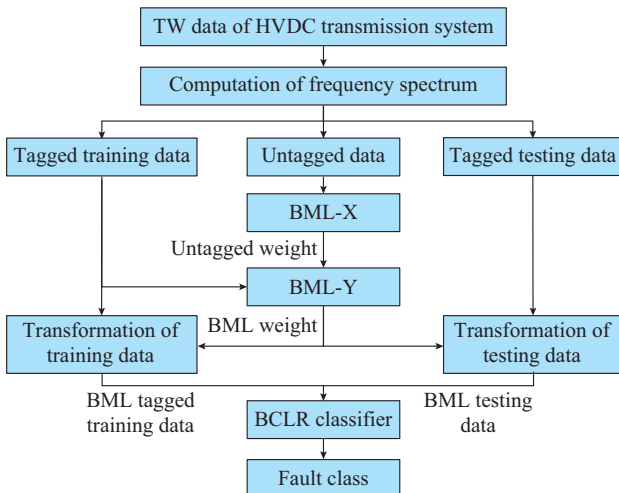 TW data of HVDC transmission system
Computation of frequency spectrum
Tagged training data
Untagged data
Tagged testing data
BML-X
Untagged weight
BML-Y
BML weight
Transformation of
training data
Transformation of
testing data
BML tagged
training data
BML testing
data
BCLR classifier
Fault class